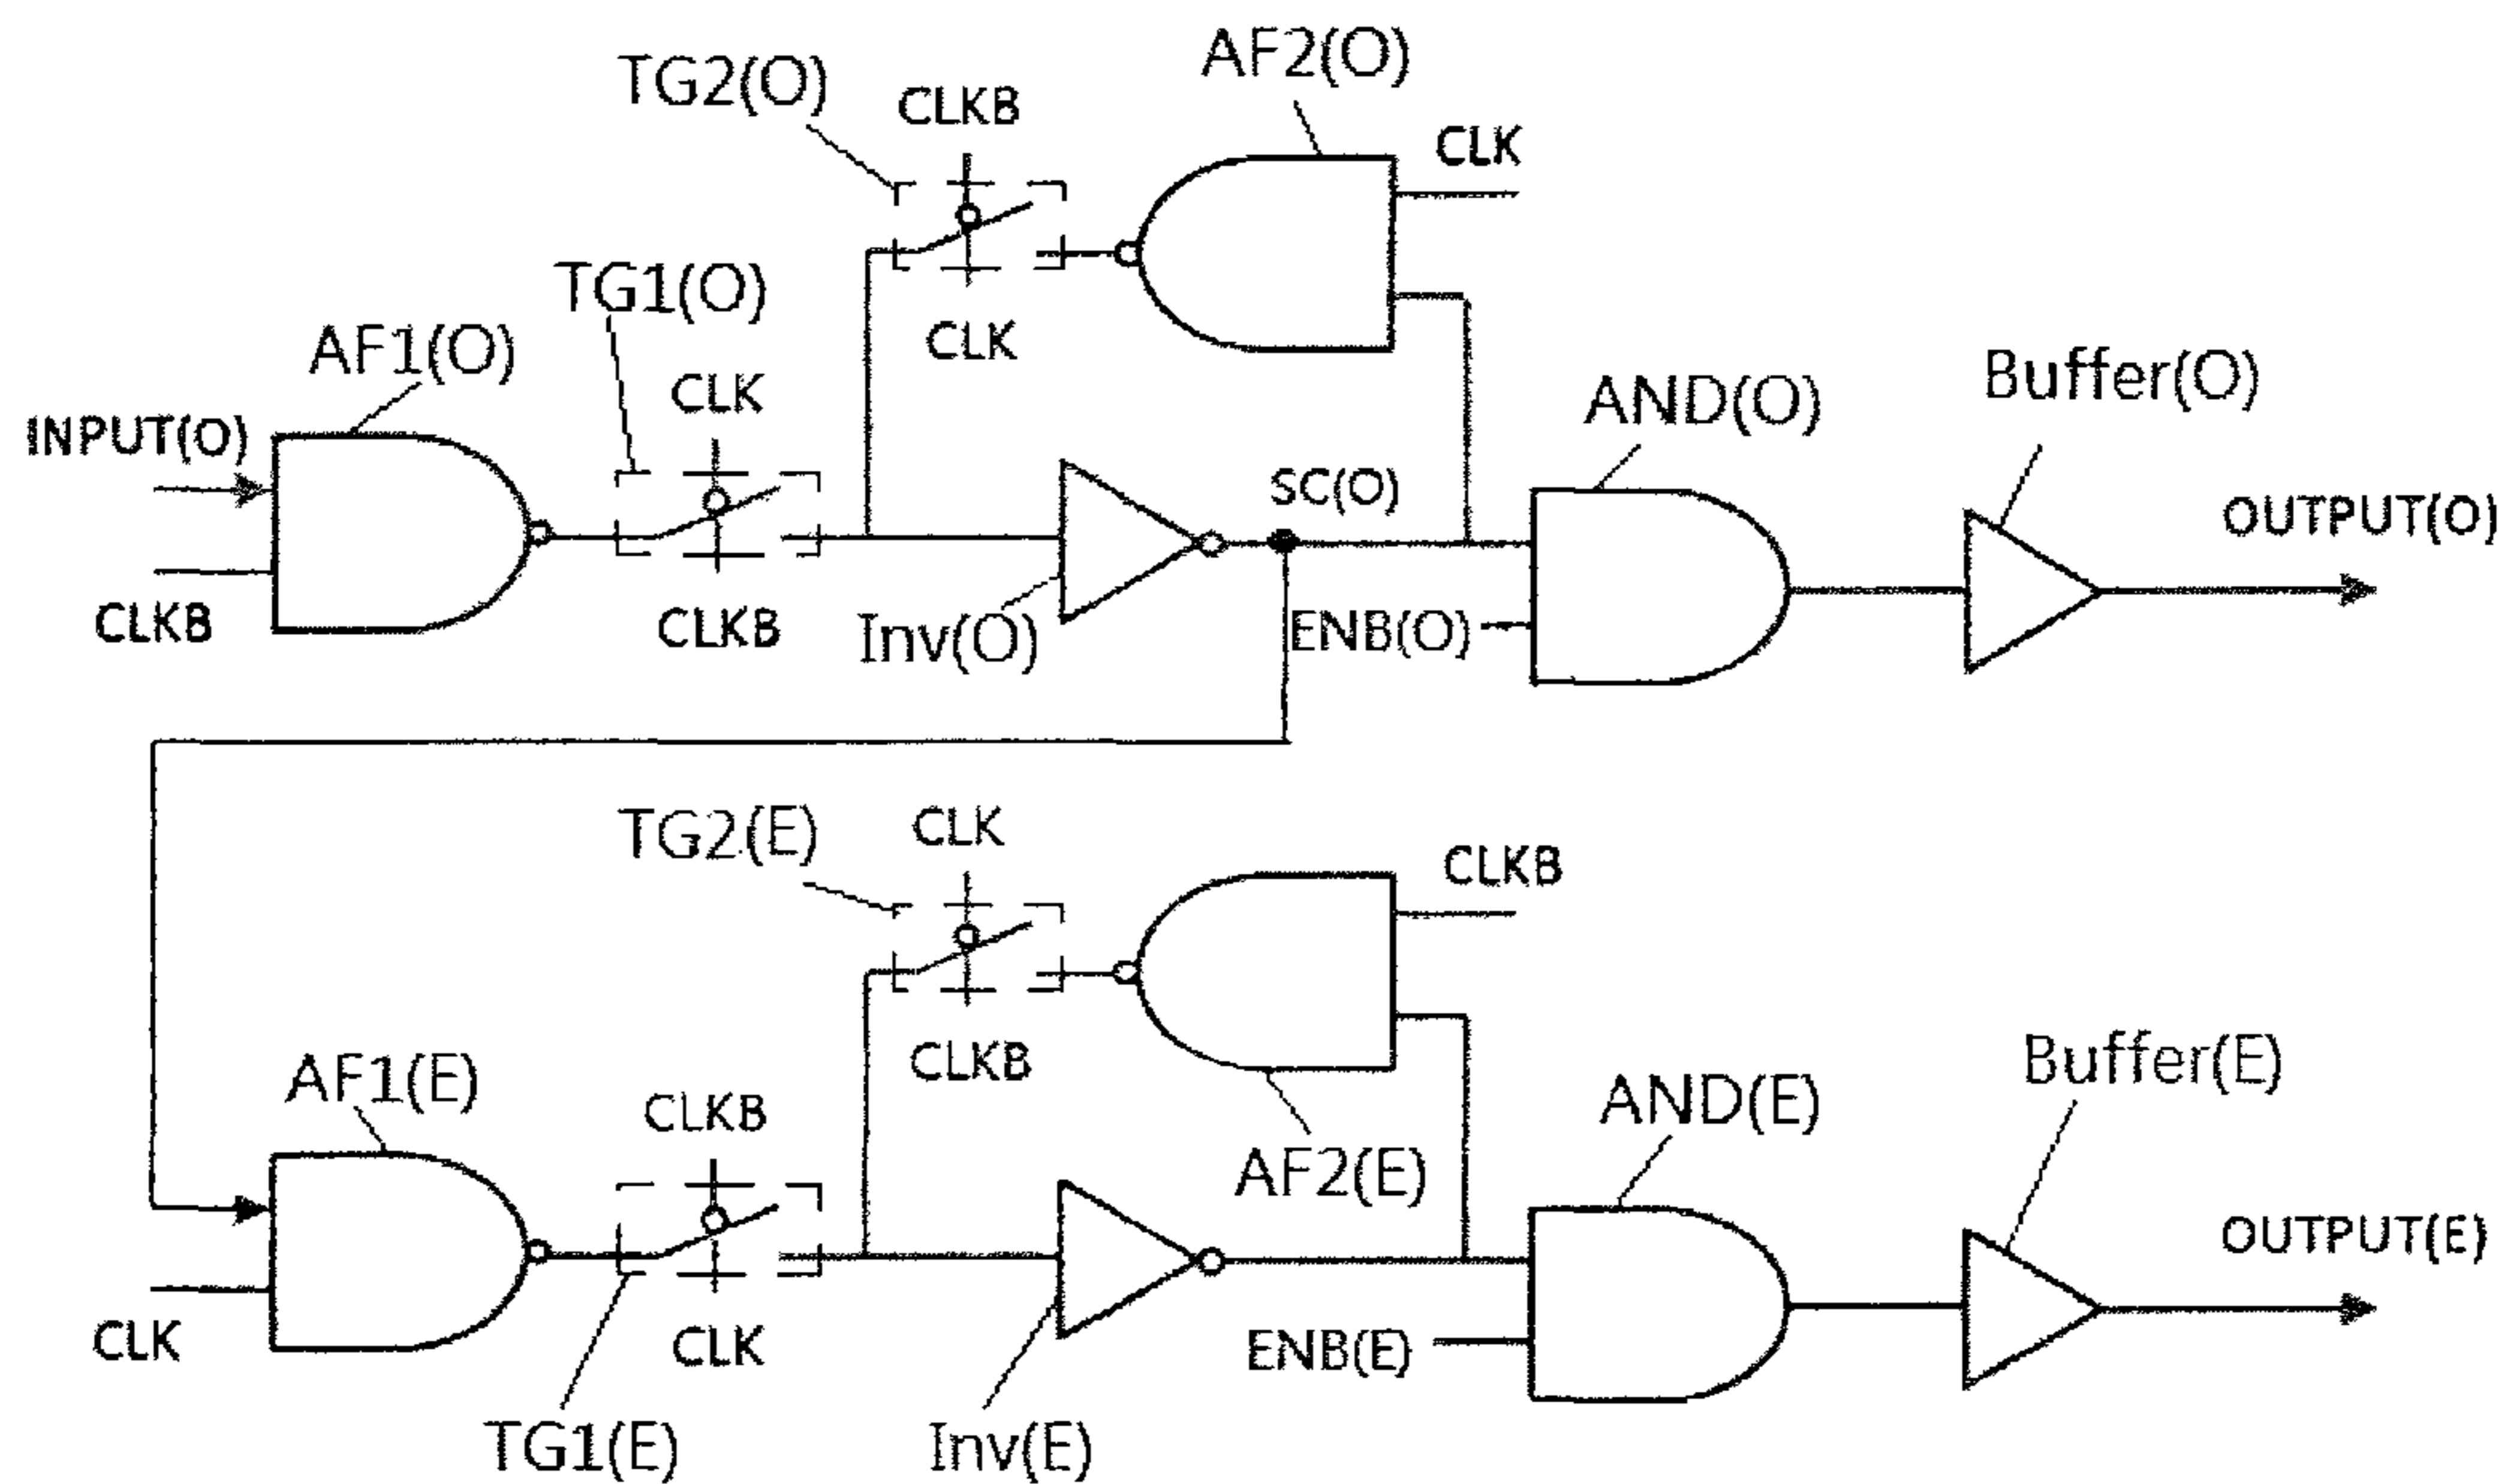 AF2(O)
TG2(O)
CLKB
CLK
TG1(O)
AF1(O)
CLK
CLK
Buffer(O)
AND(O)
INPUT(O)
SC(O)
OUTPUT(O)
CLKB
CLKB
Inv(O)
ENB(O)
TG2(E)
CLK
CLKB
CLKB
Buffer(E)
AF1(E)
CLKB
AND(E)
AF2(E)
OUTPUT(E)
CLK
CLK
ENB(E)
TG1(E)
Inv(E)